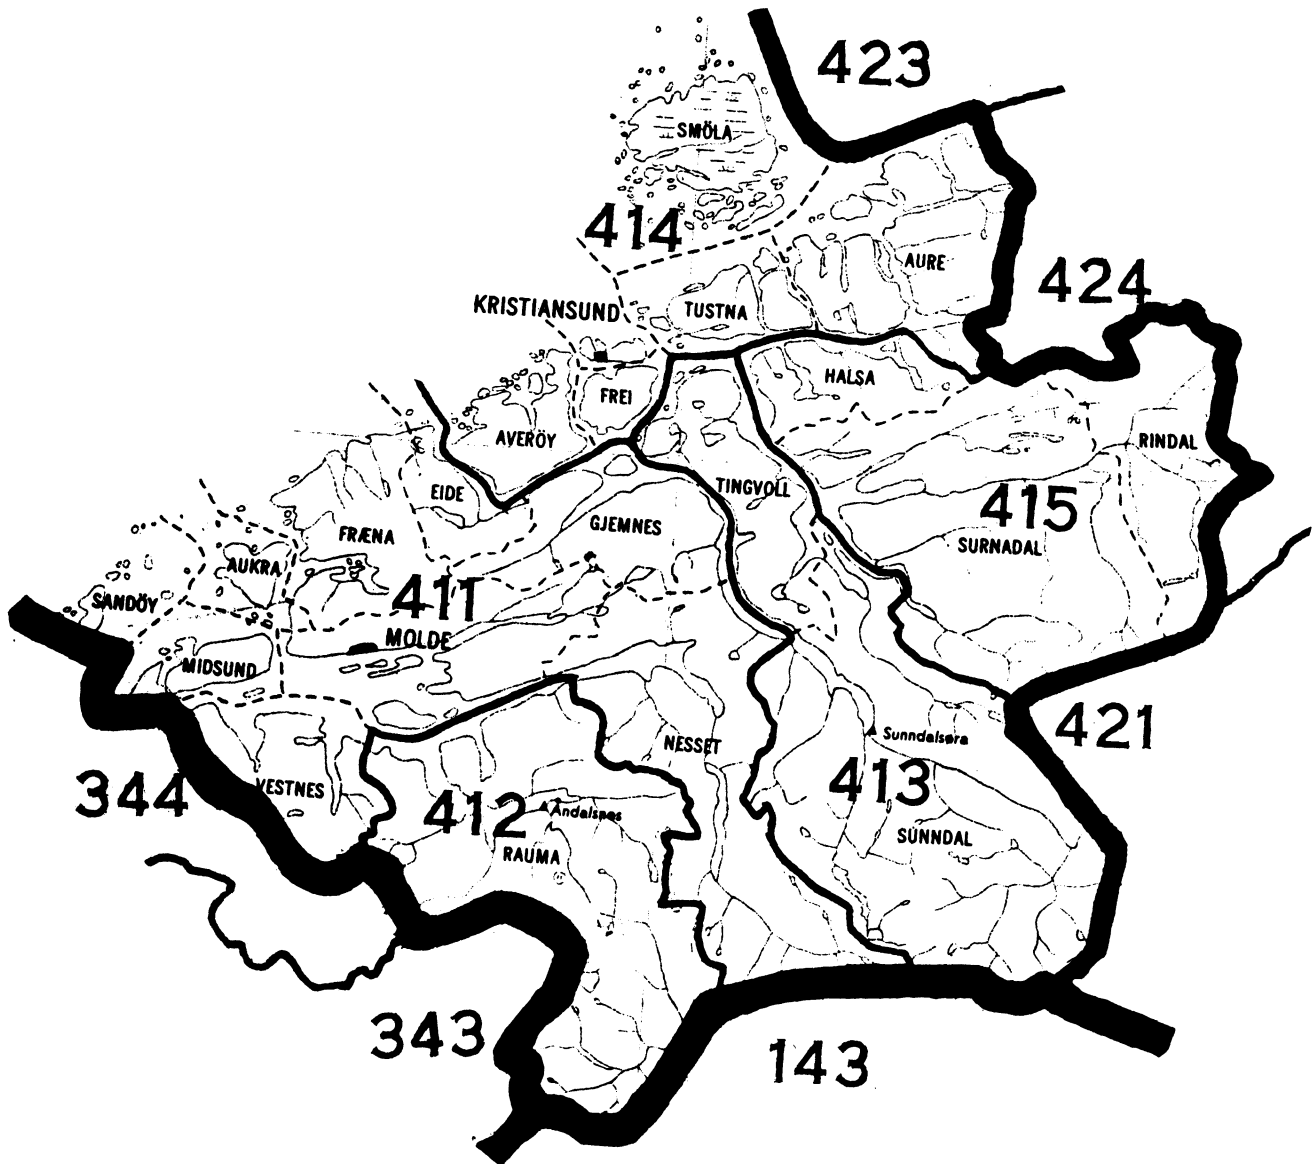 423
SMÖLA
414
AURE
424
KRISTIANSUND
TUSTNA
HALSA
FREI
AVERÖY
RINDAL
TINGVOLL
EIDE
415
GJEMNES
FRÆNA
SURNADAL
AUKRA
411
SANDÖY
MOLDE
MIDSUND
421
Sunndalsøra
NESSET
413
344
VESTNES
412
Åndalsnes
SUNNDAL
RAUMA
343
143